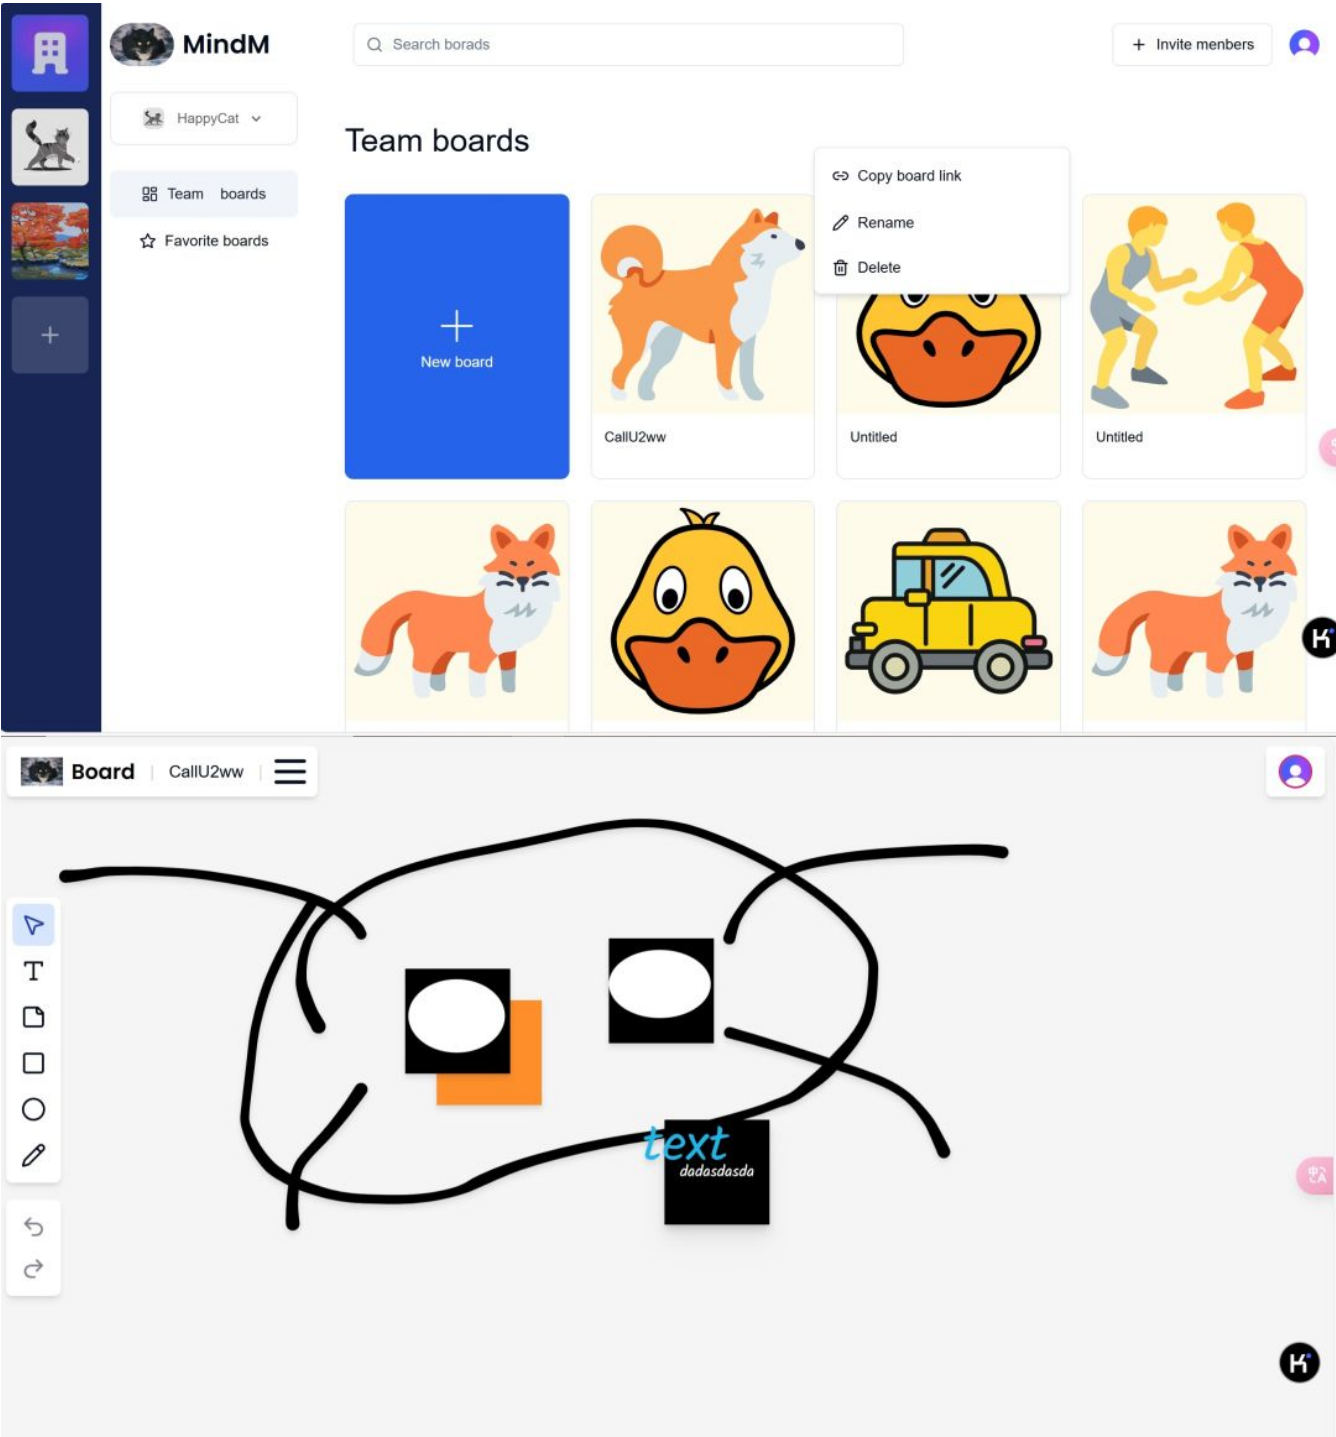 MindM
Search borads
Invite menbers
HappyCat
Team boards
Copy board link
Team boards
Rename
Favorite boards
Delete
New board
CallU2ww
Untitled
Untitled
Board
CallU2ww
T
text
dadasdasda